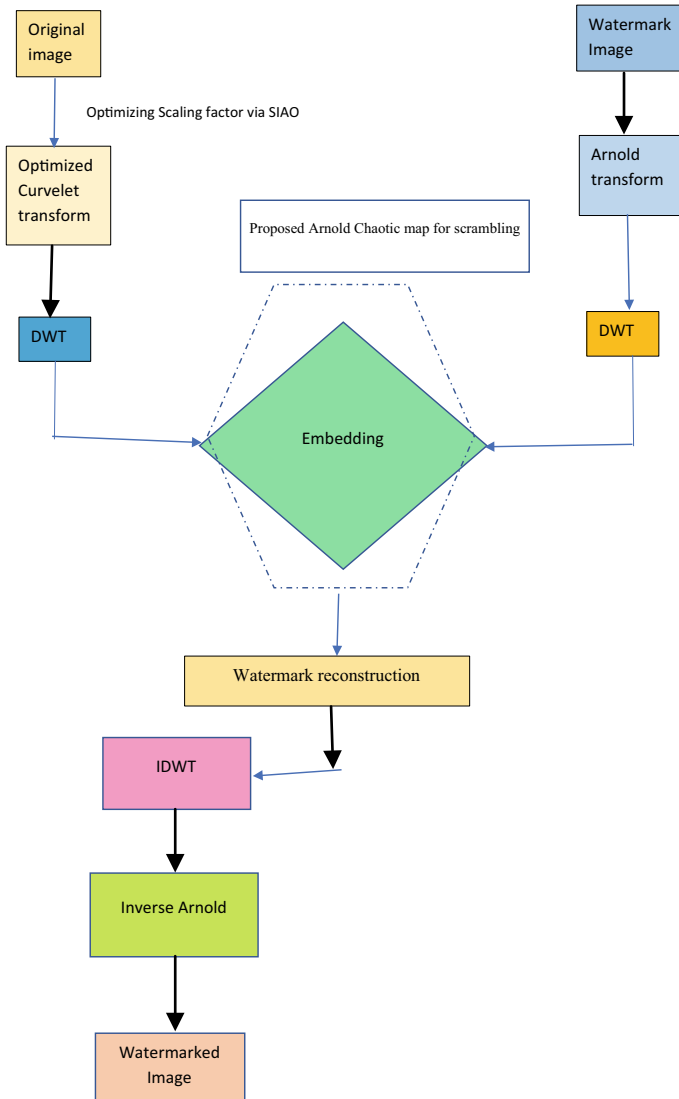 Original
image
Watermark
Image
Optimizing Scaling factor via SIAO
Optimized
Curvelet
transform
Arnold
transform
Proposed Arnold Chaotic map for scrambling
DWT
DWT
Embedding
Watermark reconstruction
IDWT
Inverse Arnold
Watermarked
Image